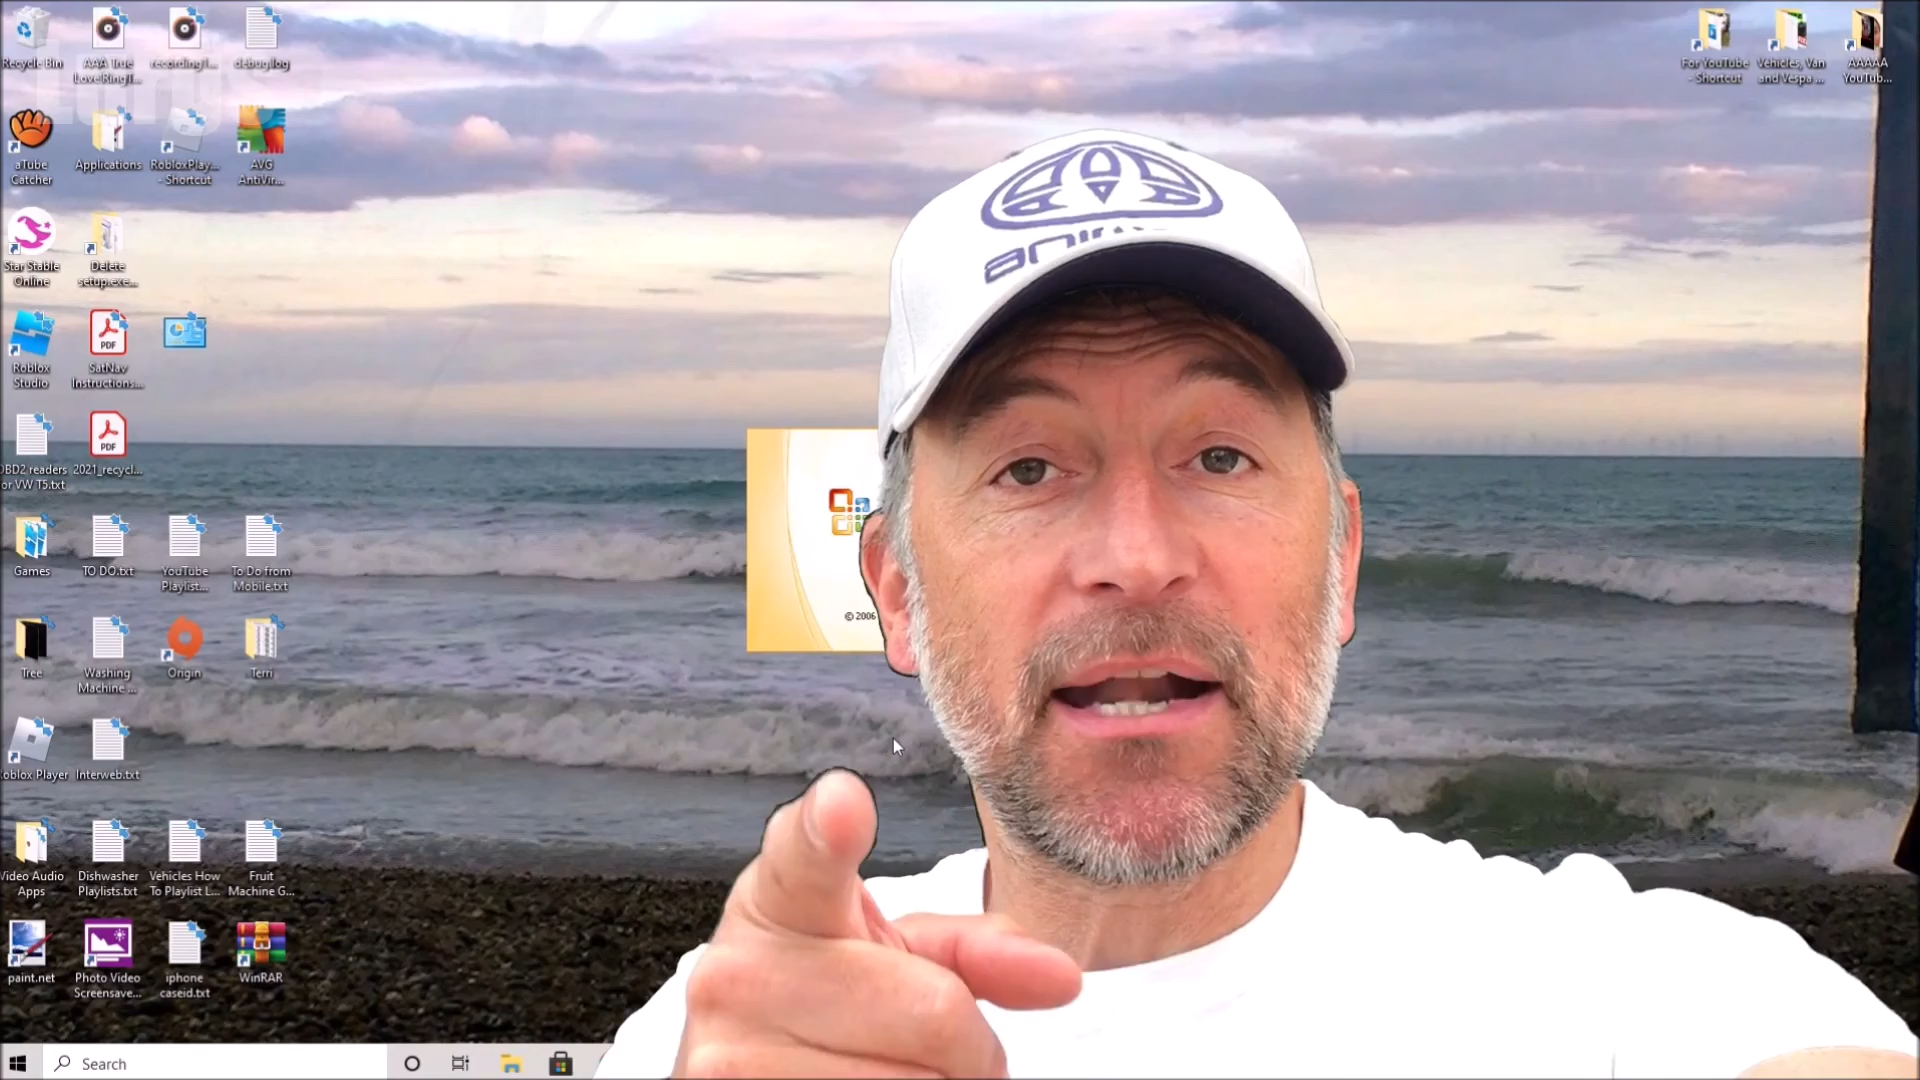 Recycle Bin
AAA True
Love Ring T...
recording1...
debug.log
For YouTube
- Shortcut
Vehicles, Van
and Vespa ...
AAAAA
YouTub...
aTube
Catcher
Applications
RobloxPlay...
- Shortcut
AVG
AntiVir...
Star Stable
Online
Delete
setup.exe...
Roblox
Studio
PDF
SatNav
Instructions...
OBD2 readers
or VW T5.txt
PDF
2021_recycl...
Games
TO DO.txt
YouTube
Playlist...
To Do from
Mobile.txt
Tree
Washing
Machine ...
Origin
Terri
oblox Player
Interweb.txt
Video Audio
Apps
Dishwasher
Playlists.txt
Vehicles How
To Playlist L...
Fruit
Machine G...
paint.net
Photo Video
Screensave...
iphone
caseid.txt
WinRAR
© 2006
Search